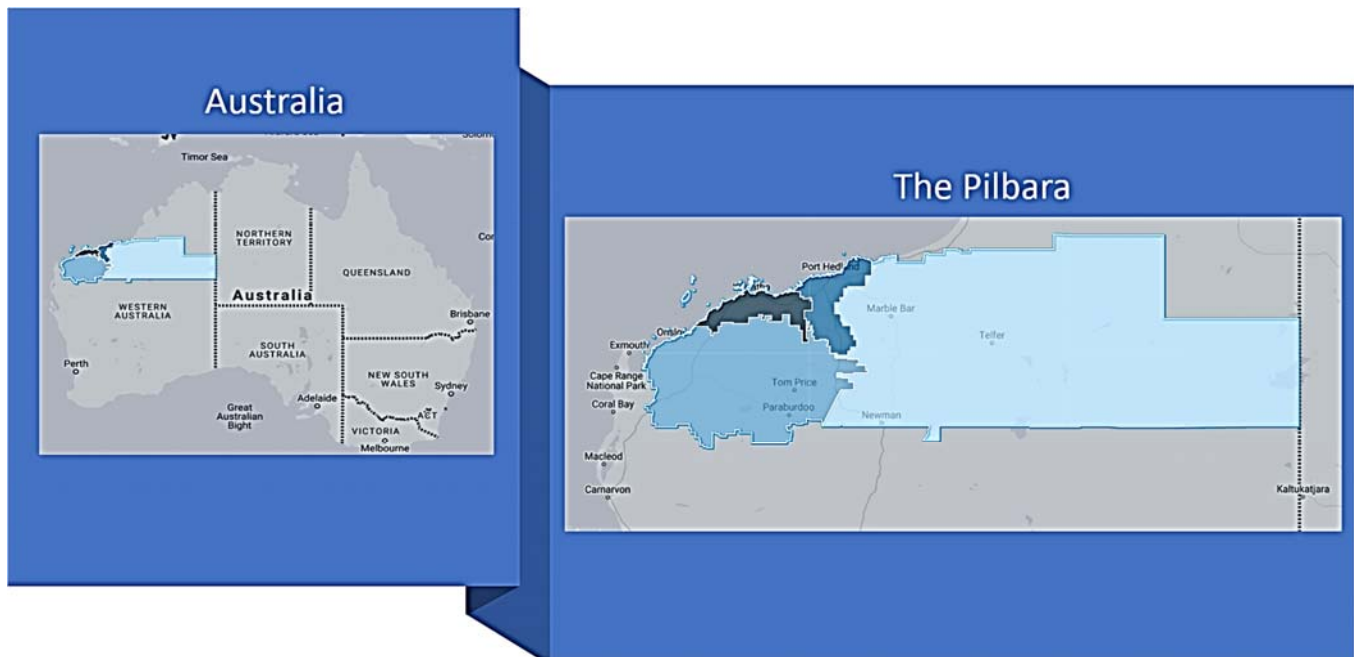 Australia
Timor Sea
NORTHERN
TERRITORY
QUEENSLAND
Australia
WESTERN
AUSTRALIA
Brisbane
SOUTH
AUSTRALIA
Perth
NEW SOUTH
WALES
Sydney
Great
Australian
Bight
Adelaide
ACT
VICTORIA
Melbourne
The Pilbara
Port Hedland
Marble Bar
Exmouth
Telfer
Cape Range
National Park
Tom Price
Coral Bay
Paraburdoo
Newman
Macleod
Carnarvon
Kaltukatjara